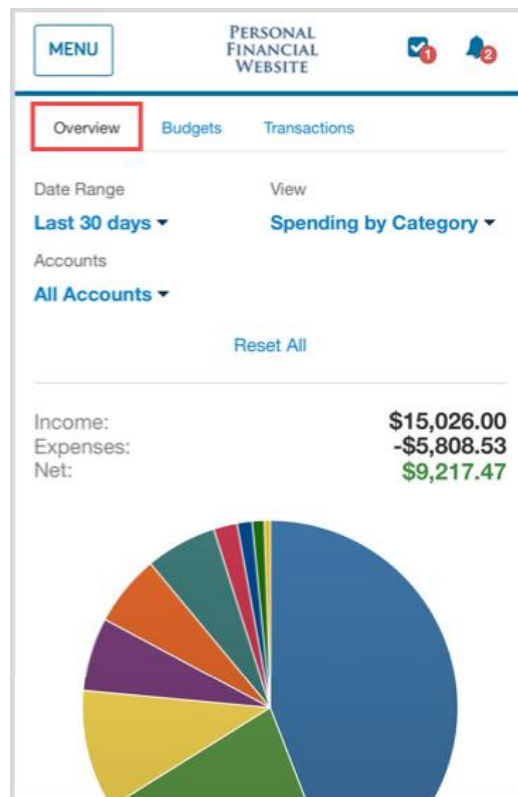 MENU
PERSONAL
FINANCIAL
WEBSITE
1
2
Overview Budgets Transactions
Date Range View
Last 30 days Spending by Category
Accounts
All Accounts
Reset All
Income: $15,026.00
Expenses: -$5,808.53
Net: $9,217.47